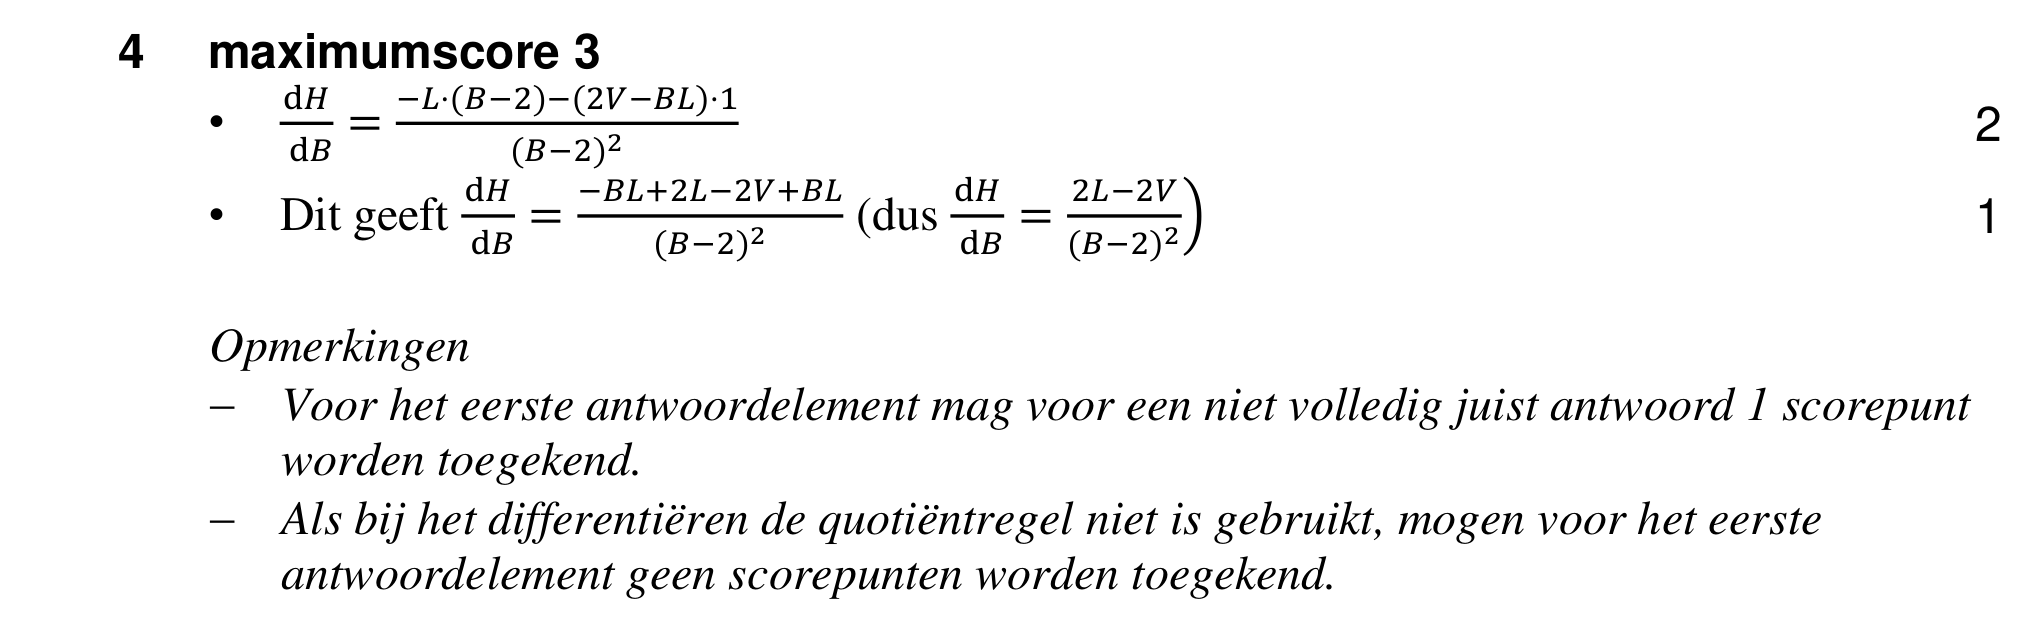 4 maximumscore 3
• dH/dB = (−L·(B−2)−(2V−BL)·1)/(B−2)² 2
• Dit geeft dH/dB = (−BL+2L−2V+BL)/(B−2)² (dus dH/dB = (2L−2V)/(B−2)²) 1
Opmerkingen
– Voor het eerste antwoordelement mag voor een niet volledig juist antwoord 1 scorepunt
worden toegekend.
– Als bij het differentiëren de quotiëntregel niet is gebruikt, mogen voor het eerste
antwoordelement geen scorepunten worden toegekend.